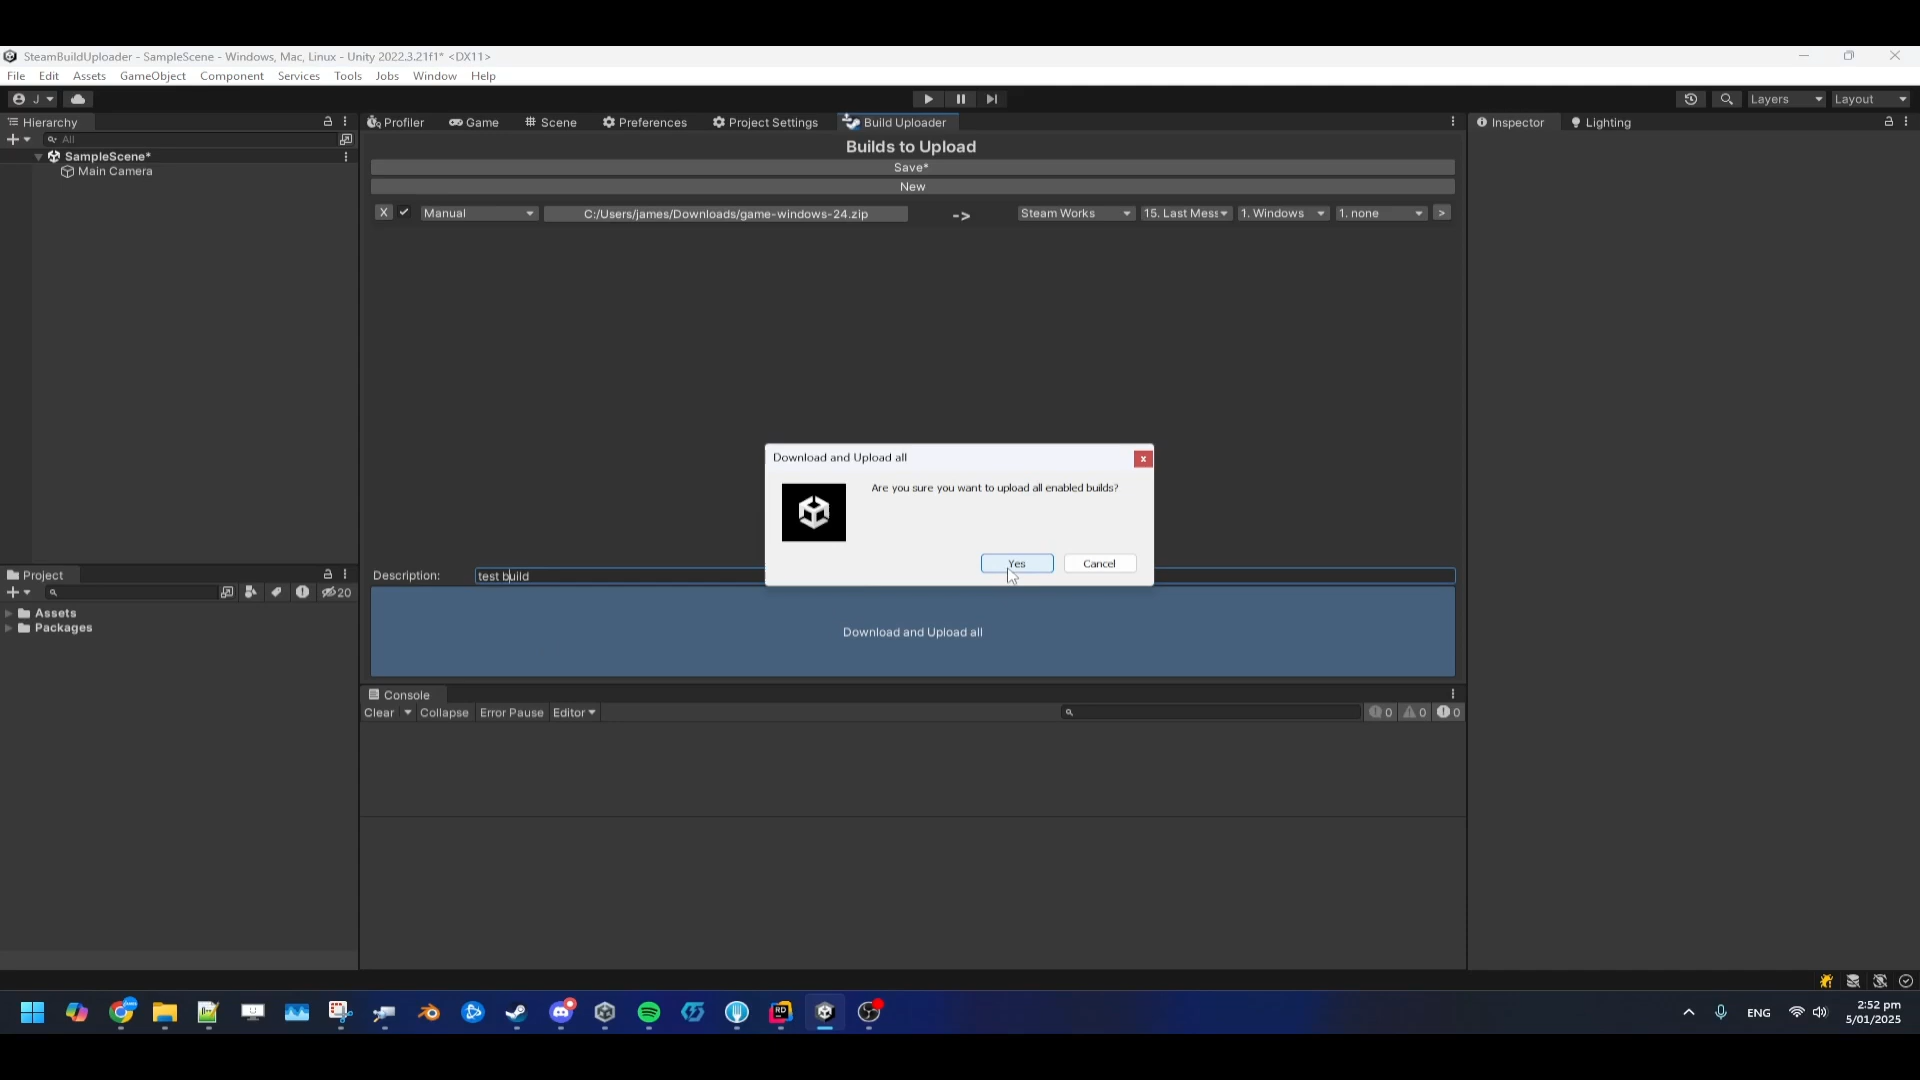 SteamBuildUploader - SampleScene - Windows, Mac, Linux - Unity 2022.3.21f1* <DX11>
File Edit Assets GameObject Component Services Tools Jobs Window Help
J Layers Layout
Hierarchy
All
SampleScene*
Main Camera
Profiler Game Scene Preferences Project Settings Build Uploader
Builds to Upload
Save*
New
X Manual C:/Users/james/Downloads/game-windows-24.zip -> Steam Works 15. Last Mess 1. Windows 1. none >
Inspector Lighting
Download and Upload all x
Are you sure you want to upload all enabled builds?
Yes Cancel
Description: test build
Download and Upload all
Project
20
Assets
Packages
Console
Clear Collapse Error Pause Editor 0 0 0
RD
ENG 2:52 pm
5/01/2025